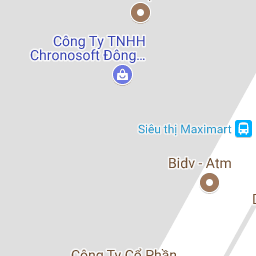 Công Ty TNHH
Chronosoft Đông...
Siêu thị Maximart
Bidv - Atm
Công Ty Cổ Phần